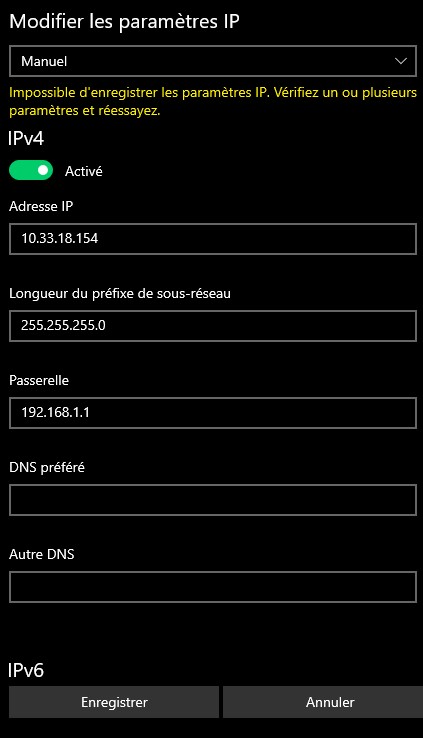 Modifier les paramètres IP
Manuel
Impossible d'enregistrer les paramètres IP. Vérifiez un ou plusieurs
paramètres et réessayez.
IPv4
Activé
Adresse IP
10.33.18.154
Longueur du préfixe de sous-réseau
255.255.255.0
Passerelle
192.168.1.1
DNS préféré
Autre DNS
IPv6
Enregistrer
Annuler